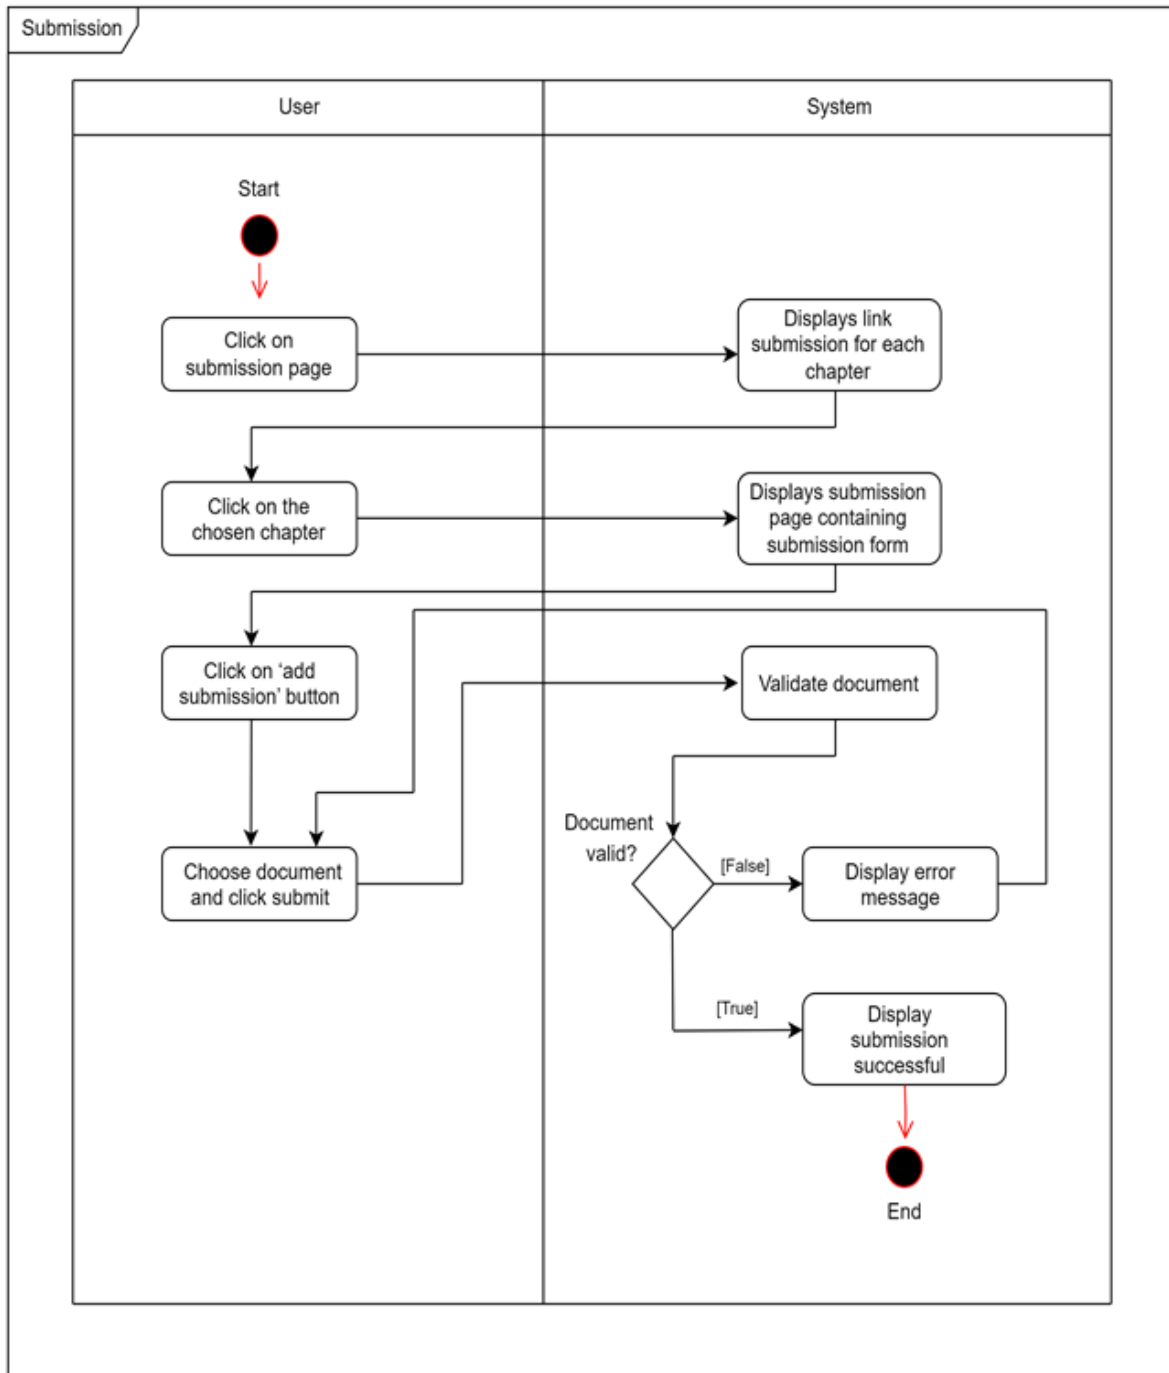 Submission
User
System
Start
Click on
submission page
Displays link
submission for each
chapter
Click on the
chosen chapter
Displays submission
page containing
submission form
Click on ‘add
submission’ button
Validate document
Document
valid?
[False]
Choose document
and click submit
Display error
message
[True]
Display
submission
successful
End